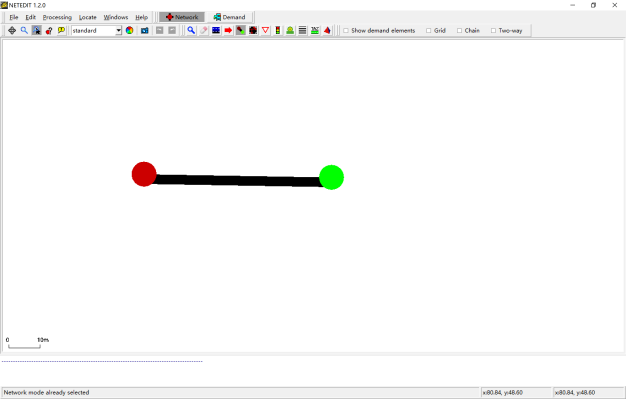 NETEDIT 1.2.0
File Edit Processing Locate Windows Help Network Demand
standard Show demand elements Grid Chain Two-way
0 10m
Network mode already selected x:80.84, y:48.60 x:80.84, y:48.60